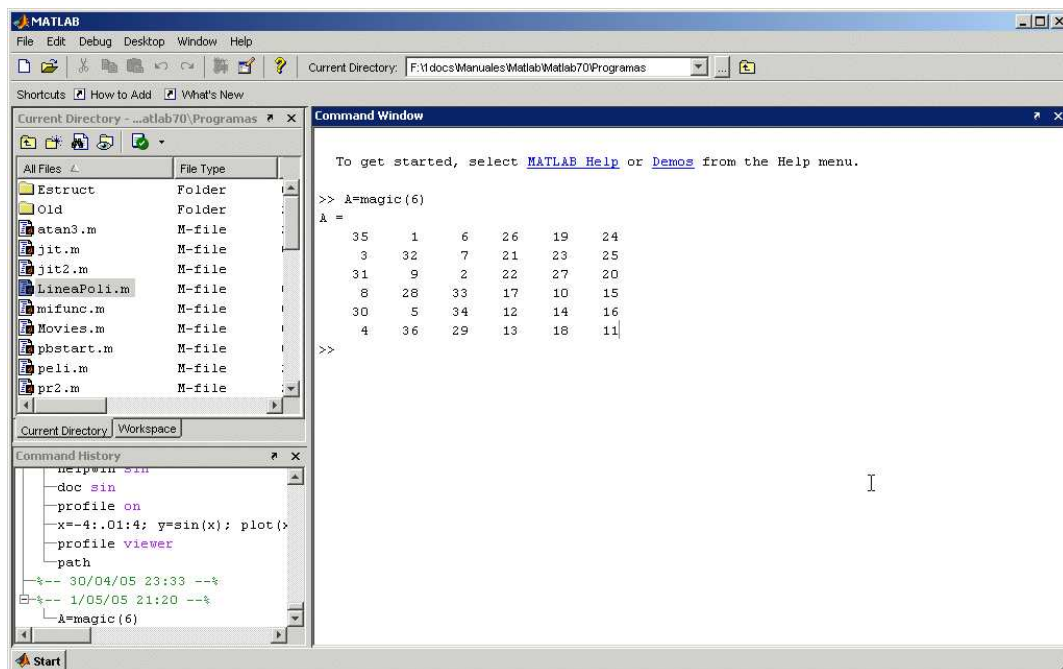 MATLAB
File Edit Debug Desktop Window Help
Current Directory: F:\1docs\Manuales\Matlab\Matlab70\Programas
Shortcuts How to Add What's New
Current Directory - ...atlab70\Programas
All Files File Type
Estruct Folder
Old Folder
atan3.m M-file
jit.m M-file
jit2.m M-file
LineaPoli.m M-file
mifunc.m M-file
Movies.m M-file
pbstart.m M-file
peli.m M-file
pr2.m M-file
Current Directory Workspace
Command History
helpwin sin
doc sin
profile on
x=-4:.01:4; y=sin(x); plot(
profile viewer
path
%-- 30/04/05 23:33 --%
%-- 1/05/05 21:20 --%
A=magic(6)
Start
Command Window
To get started, select MATLAB Help or Demos from the Help menu.
>> A=magic(6)
A =
35 1 6 26 19 24
3 32 7 21 23 25
31 9 2 22 27 20
8 28 33 17 10 15
30 5 34 12 14 16
4 36 29 13 18 11
>>